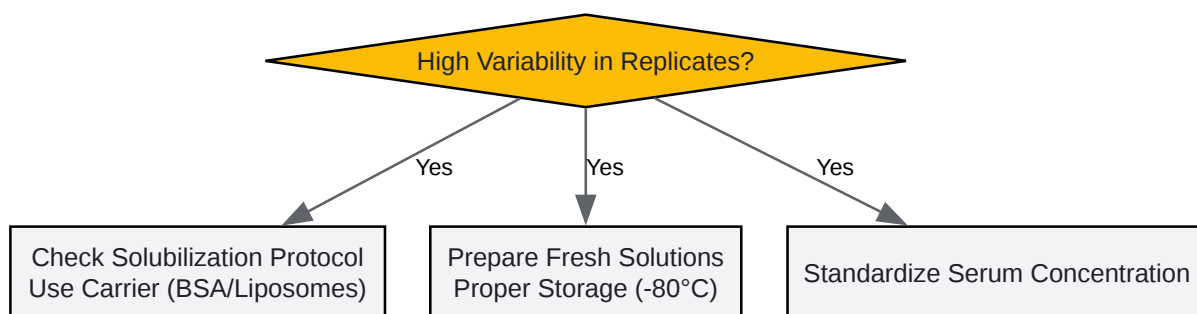 High Variability in Replicates?
Yes
Yes
Yes
Check Solubilization Protocol
Use Carrier (BSA/Liposomes)
Prepare Fresh Solutions
Proper Storage (-80°C)
Standardize Serum Concentration